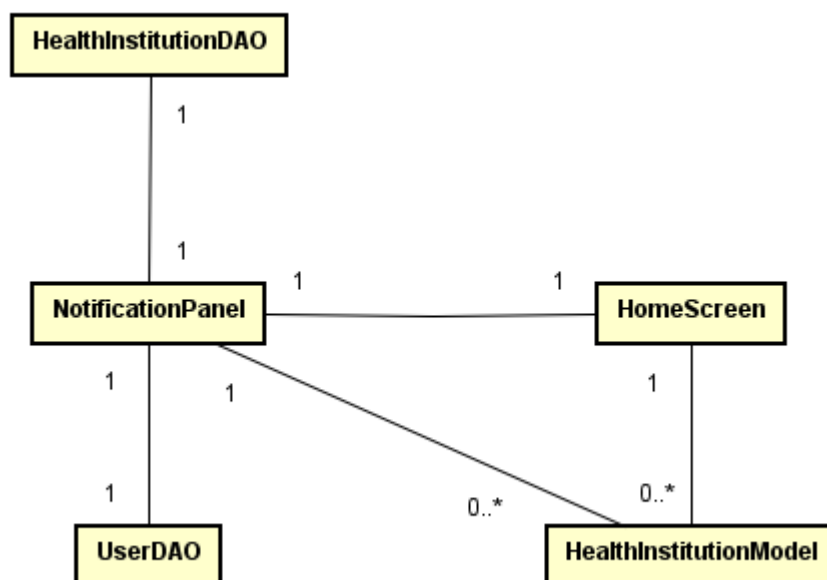 HealthInstitutionDAO
1
1
1
1
NotificationPanel
HomeScreen
1
1
1
1
0..*
0..*
UserDAO
HealthInstitutionModel